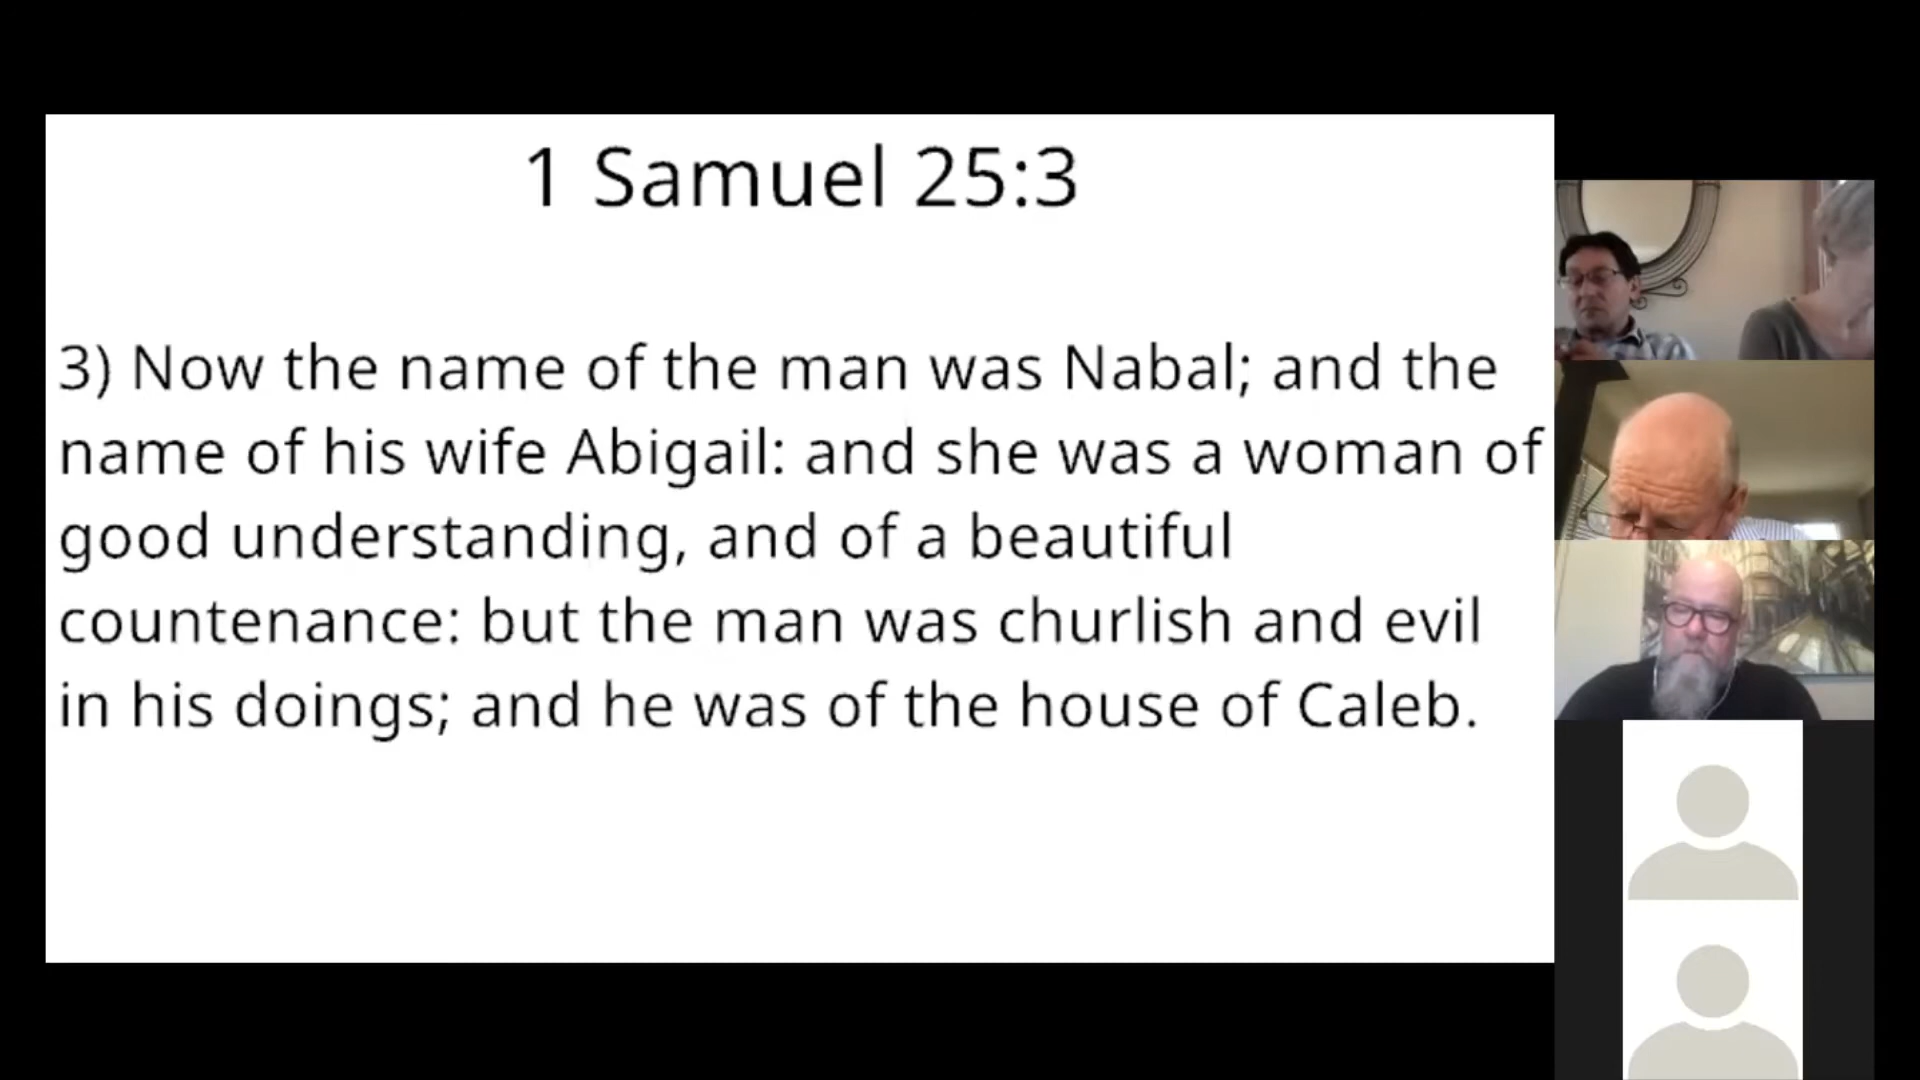 1 Samuel 25:3
3) Now the name of the man was Nabal; and the
name of his wife Abigail: and she was a woman of
good understanding, and of a beautiful
countenance: but the man was churlish and evil
in his doings; and he was of the house of Caleb.